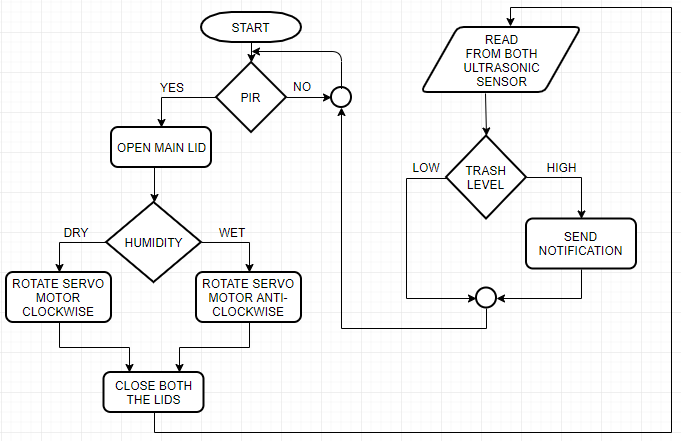 START
PIR
YES
NO
OPEN MAIN LID
HUMIDITY
DRY
WET
ROTATE SERVO
MOTOR
CLOCKWISE
ROTATE SERVO
MOTOR ANTI-
CLOCKWISE
CLOSE BOTH
THE LIDS
READ
FROM BOTH
ULTRASONIC
SENSOR
TRASH
LEVEL
LOW
HIGH
SEND
NOTIFICATION